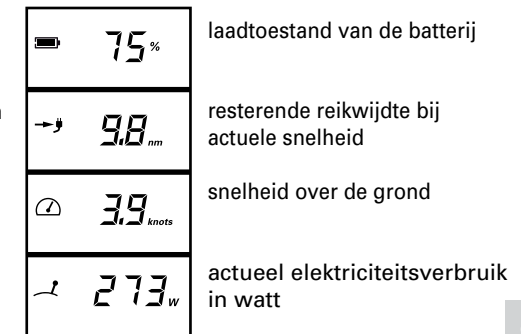 75 %
laadtoestand van de batterij
9.8 nm
resterende reikwijdte bij
actuele snelheid
3.9 knots
snelheid over de grond
273 W
actueel elektriciteitsverbruik
in watt